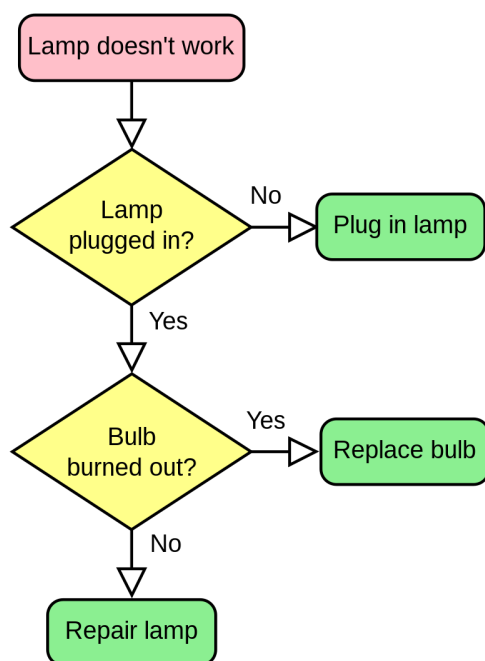 Lamp doesn't work
Lamp
plugged in?
No
Plug in lamp
Yes
Bulb
burned out?
Yes
Replace bulb
No
Repair lamp